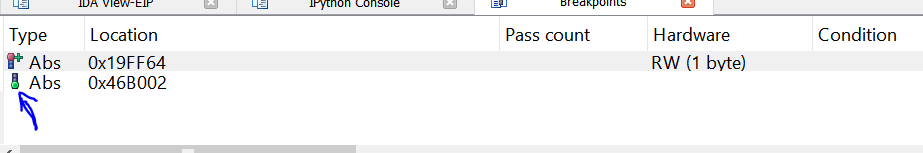 IDA View-EIP IPython Console Breakpoints
Type Location Pass count Hardware Condition
Abs 0x19FF64 RW (1 byte)
Abs 0x46B002